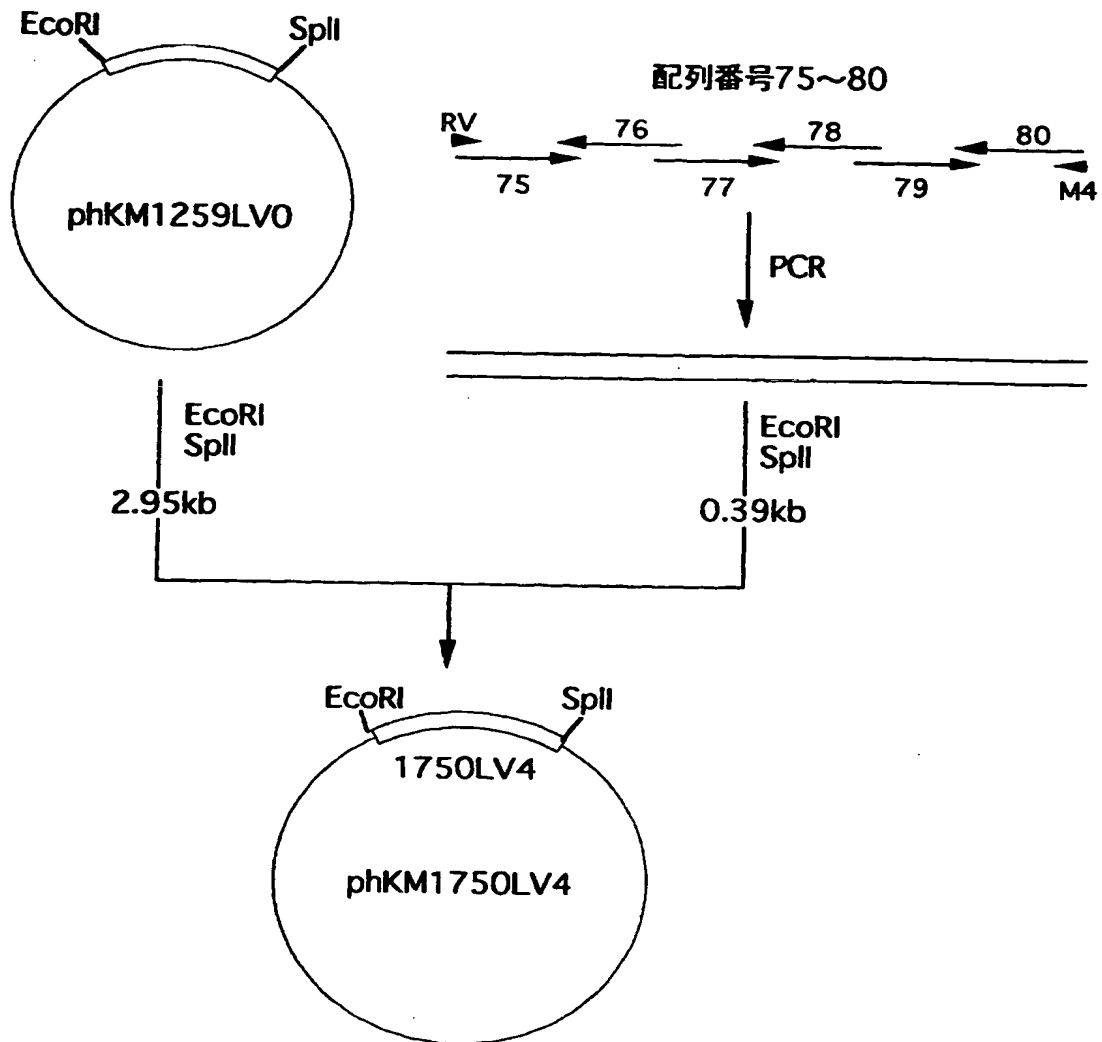 EcoRI
SplI
phKM1259LV0
配列番号75～80
RV
76
78
80
75
77
79
M4
PCR
EcoRI
SplI
2.95kb
EcoRI
SplI
0.39kb
EcoRI
SplI
1750LV4
phKM1750LV4